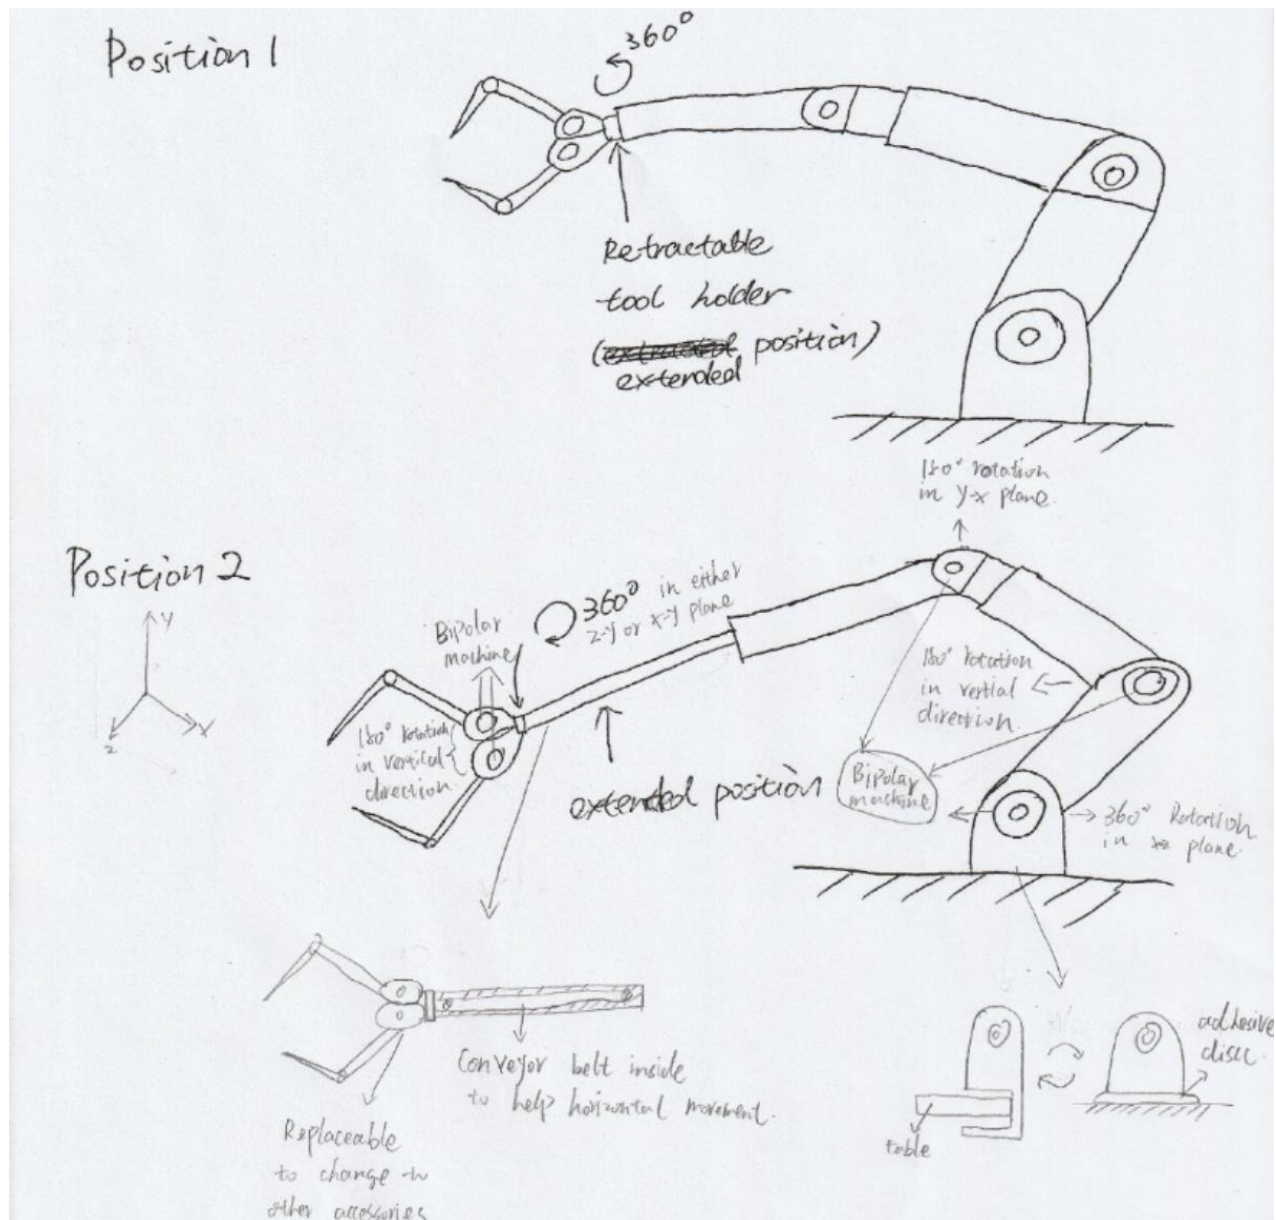 Position 1
360°
Retractable
tool holder
(extracted position)
extended
Position 2
Y
X
z
180° rotation
in Y-x plane.
Bipolar
machine
360° in either
z-y or x-y plane
180° rotation
in vertical
direction.
extended position
180° rotation
in vertial
direction.
Bipolar
machine
360° Rotation
in plane.
Conveyor belt inside
to help horizontal movement.
Replaceable
to change to
other accessories
table
adhesive
disc.